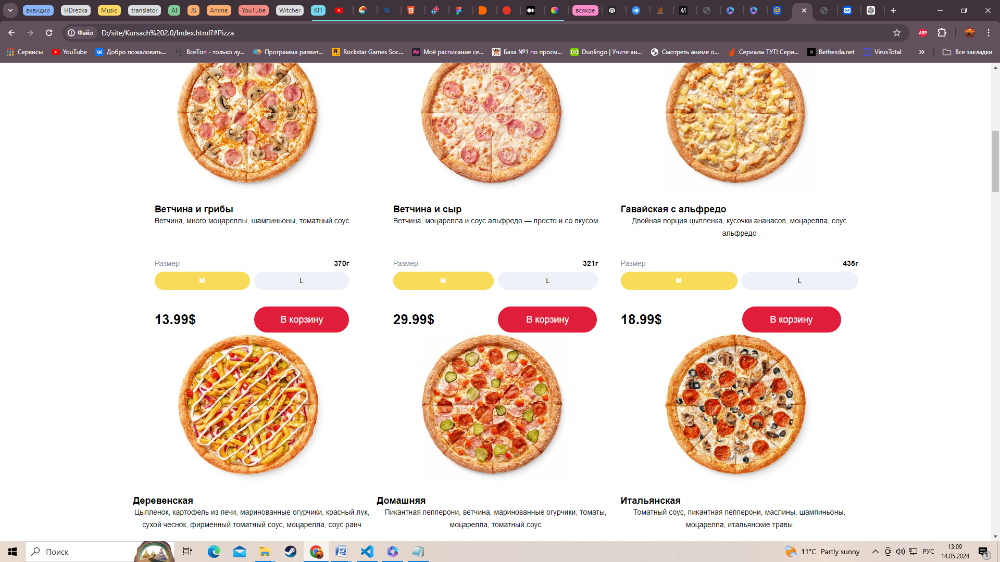 вквидио HDrezka Music translator AI JS Anime YouTube Witcher КП всякое
Файл D:/site/Kursach%202.0/Index.html?#Pizza ABP
Сервисы YouTube Добро пожаловать... ВсеТоп - только лу... Программа развит... Rockstar Games Soc... Моё расписание се... База №1 по просм... Duolingo | Учите ан... Смотреть аниме о... Сериалы ТУТ! Сери... Bethesda.net VirusTotal Все закладки
Ветчина и грибы
Ветчина, много моцареллы, шампиньоны, томатный соус
Размер 370г
M L
13.99$ В корзину
Ветчина и сыр
Ветчина, моцарелла и соус альфредо — просто и со вкусом
Размер 321г
M L
29.99$ В корзину
Гавайская с альфредо
Двойная порция цыпленка, кусочки ананасов, моцарелла, соус
альфредо
Размер 435г
M L
18.99$ В корзину
Деревенская
Цыпленок, картофель из печи, маринованные огурчики, красный лук,
сухой чеснок, фирменный томатный соус, моцарелла, соус ранч
Домашняя
Пикантная пепперони, ветчина, маринованные огурчики, томаты,
моцарелла, томатный соус
Итальянская
Томатный соус, пикантная пепперони, маслины, шампиньоны,
моцарелла, итальянские травы
Поиск 11°C Partly sunny РУС 13:09
14.05.2024 1